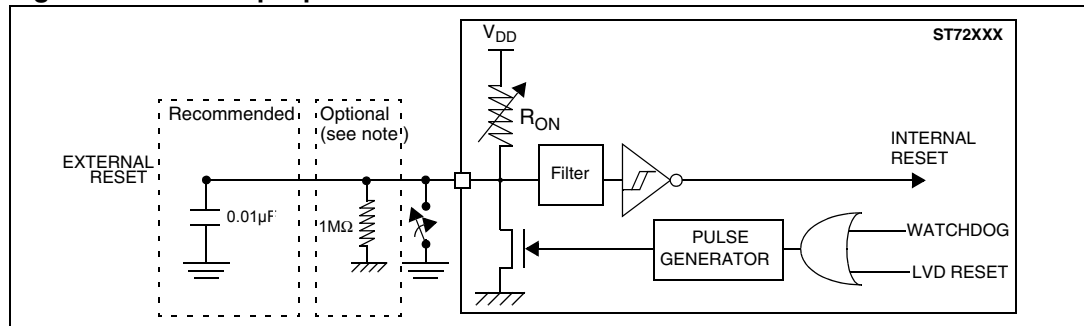 V_DD
ST72XXX
Recommended
Optional
(see note)
R_ON
EXTERNAL
RESET
Filter
INTERNAL
RESET
0.01µF
1MΩ
PULSE
GENERATOR
WATCHDOG
LVD RESET